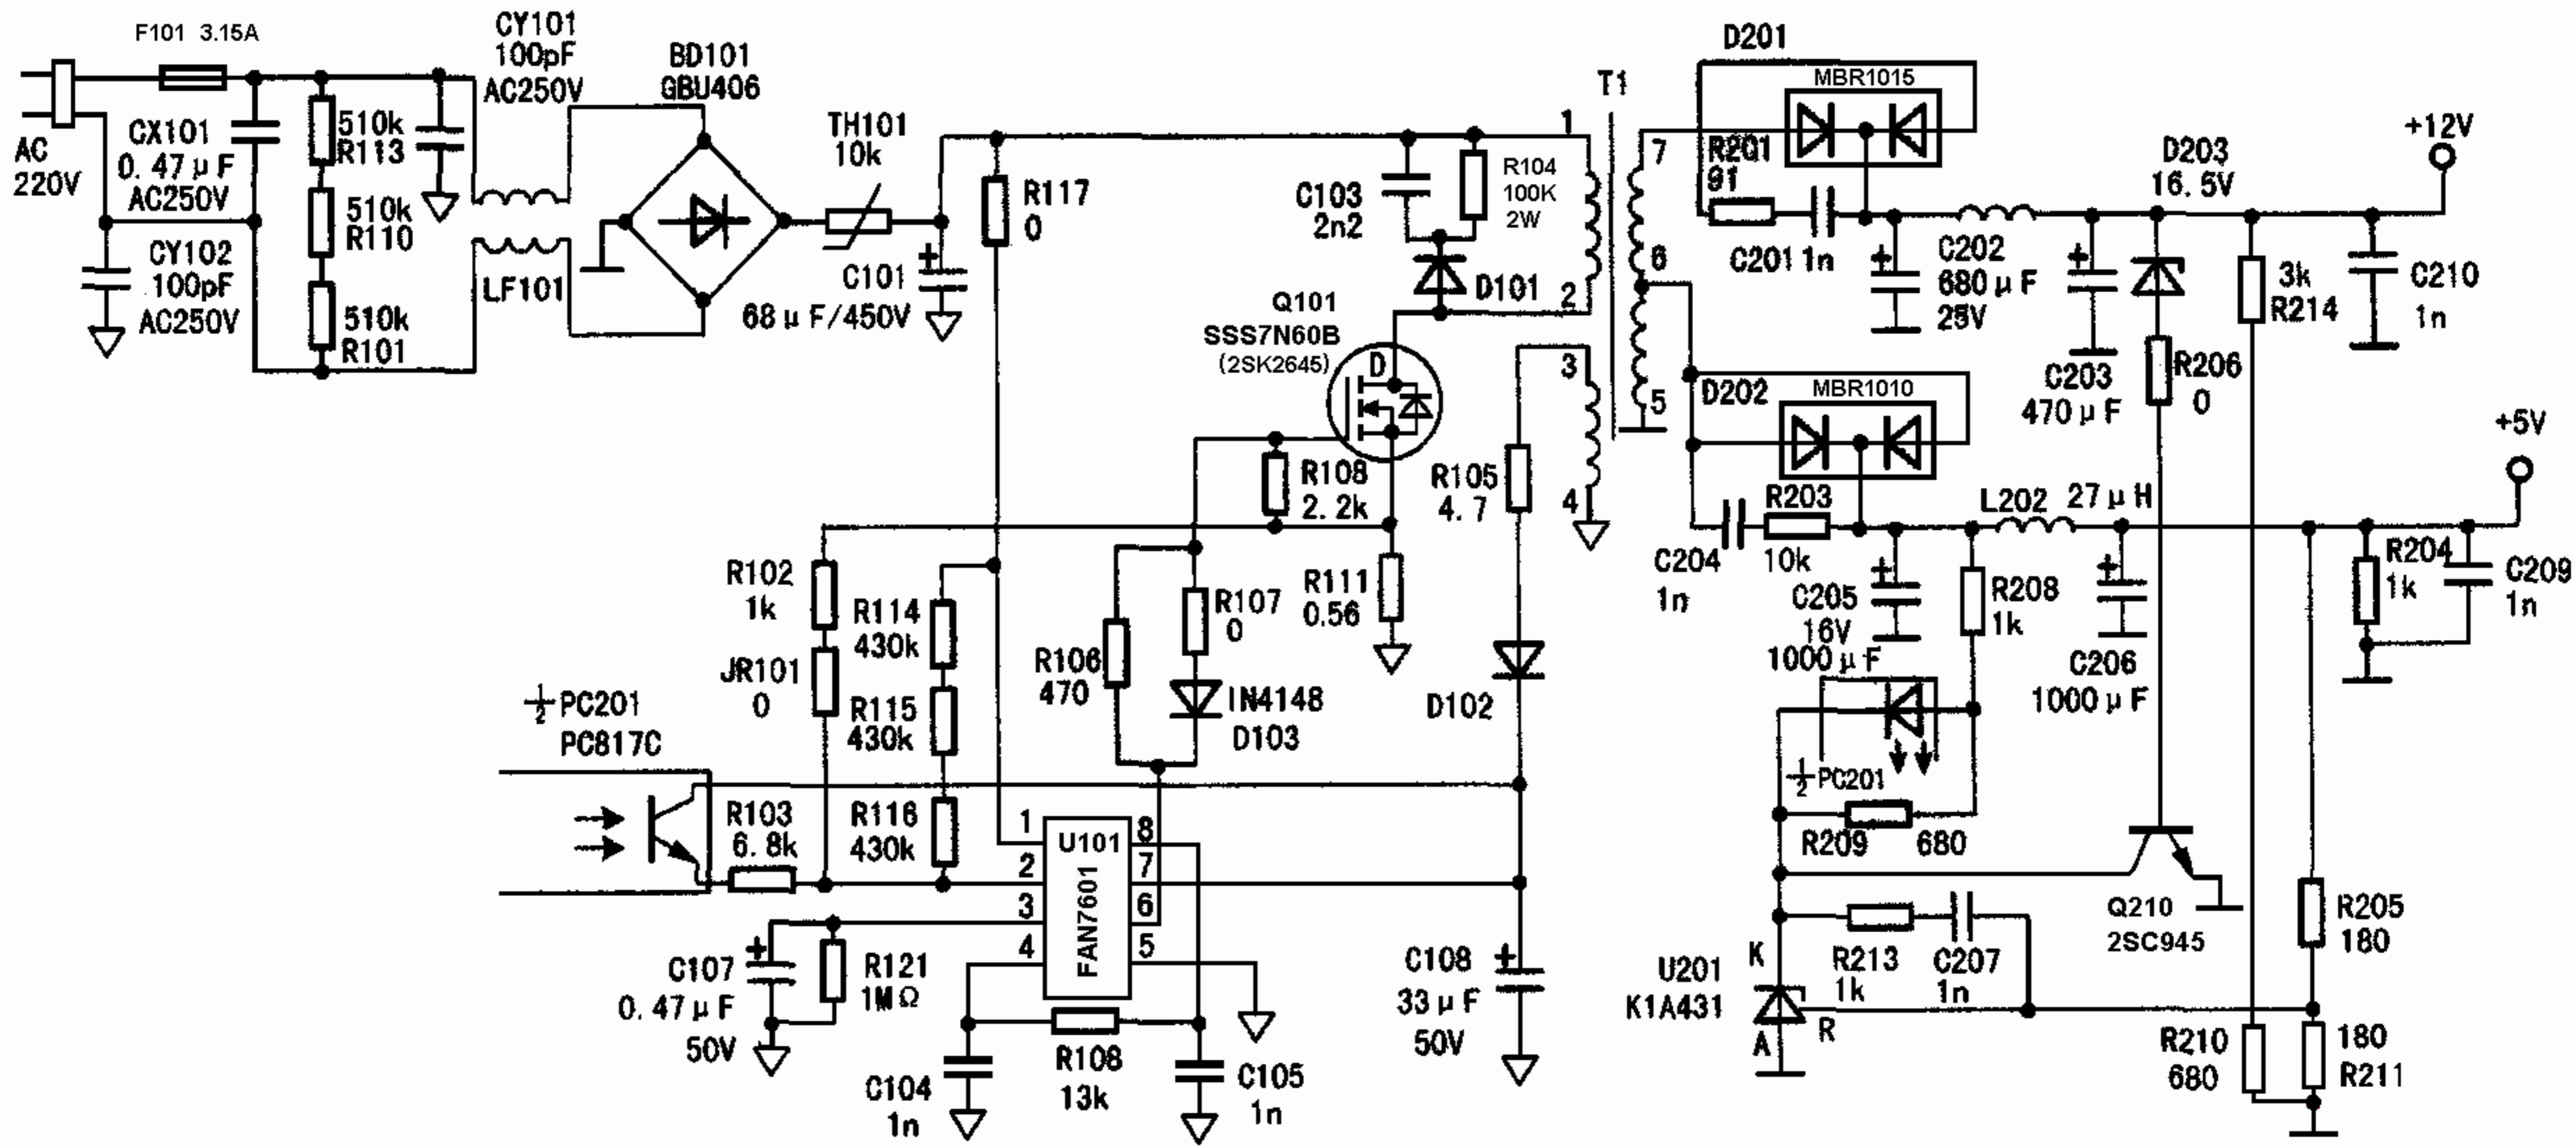 F101 3.15A
CY101
100pF
AC250V
BD101
GBU406
AC
220V
CX101
0.47μF
AC250V
510k
R113
510k
R110
510k
R101
CY102
100pF
AC250V
LF101
TH101
10k
C101
+
68μF/450V
R117
0
C103
2n2
R104
100K
2W
D101
Q101
SSS7N60B
(2SK2645)
D
T1
1
2
3
4
7
6
5
D201
MBR1015
R201
91
C201 1n
+
C202
680μF
25V
+
C203
470μF
D203
16.5V
R206
0
3k
R214
+12V
C210
1n
D202
MBR1010
C204
1n
R203
10k
L202 27μH
+5V
+
C205
16V
1000μF
R208
1k
+
C206
1000μF
R204
1k
C209
1n
R108
2.2k
R105
4.7
R102
1k
JR101
0
R114
430k
R115
430k
R116
430k
R106
470
R107
0
IN4148
D103
R111
0.56
D102
½ PC201
PC817C
R103
6.8k
U101
FAN7601
1
2
3
4
8
7
6
5
+
C107
0.47μF
50V
R121
1MΩ
C104
1n
R108
13k
C105
1n
C108
+
33μF
50V
½ PC201
R209 680
Q210
2SC945
R205
180
K
U201
K1A431
A
R
R213
1k
C207
1n
R210
680
180
R211